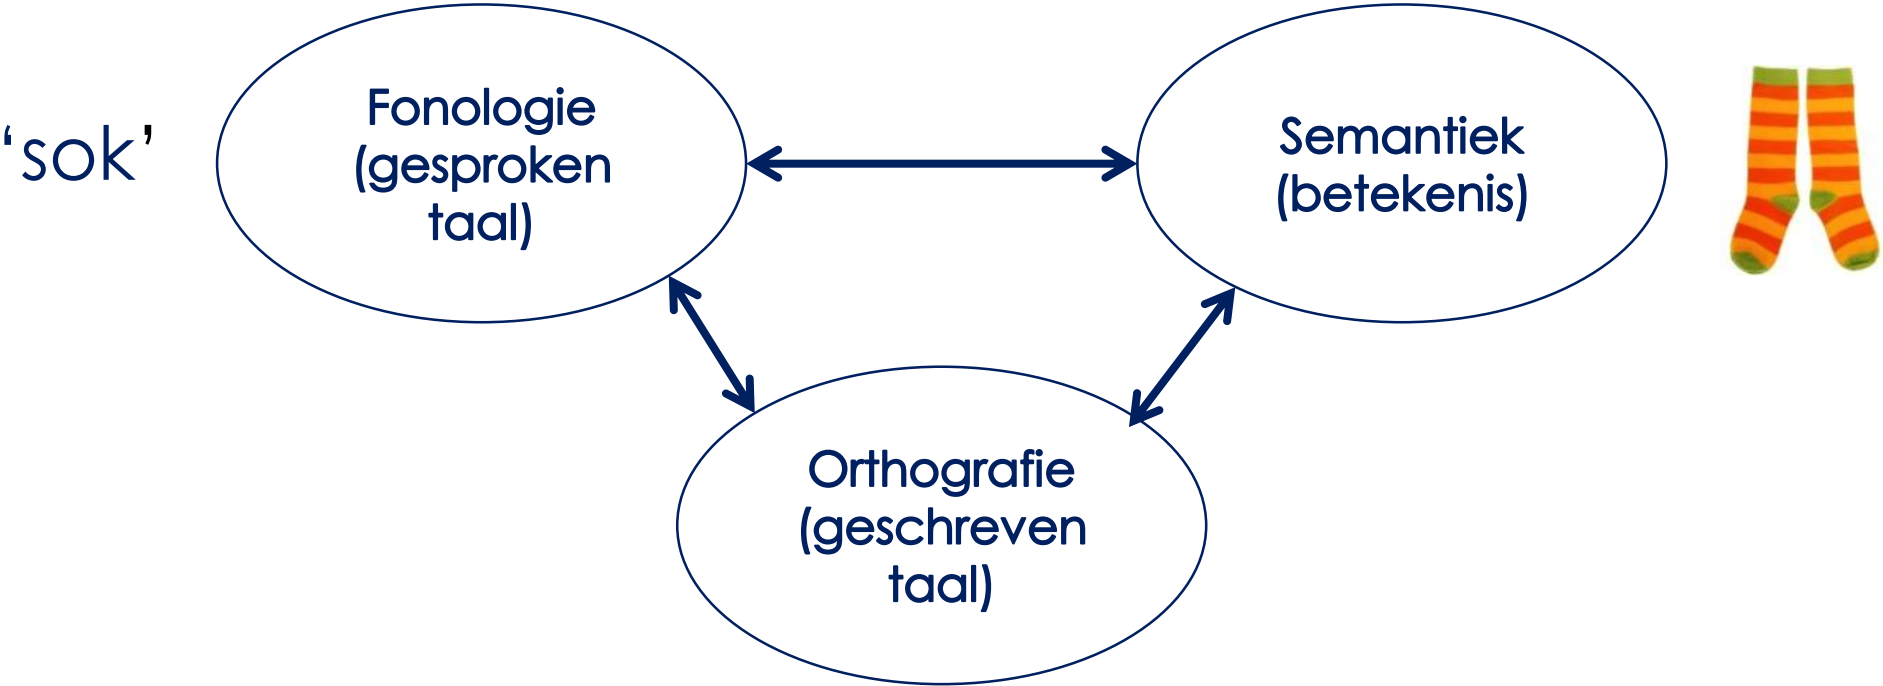 ‘sok’
Fonologie
(gesproken
taal)
Semantiek
(betekenis)
Orthografie
(geschreven
taal)